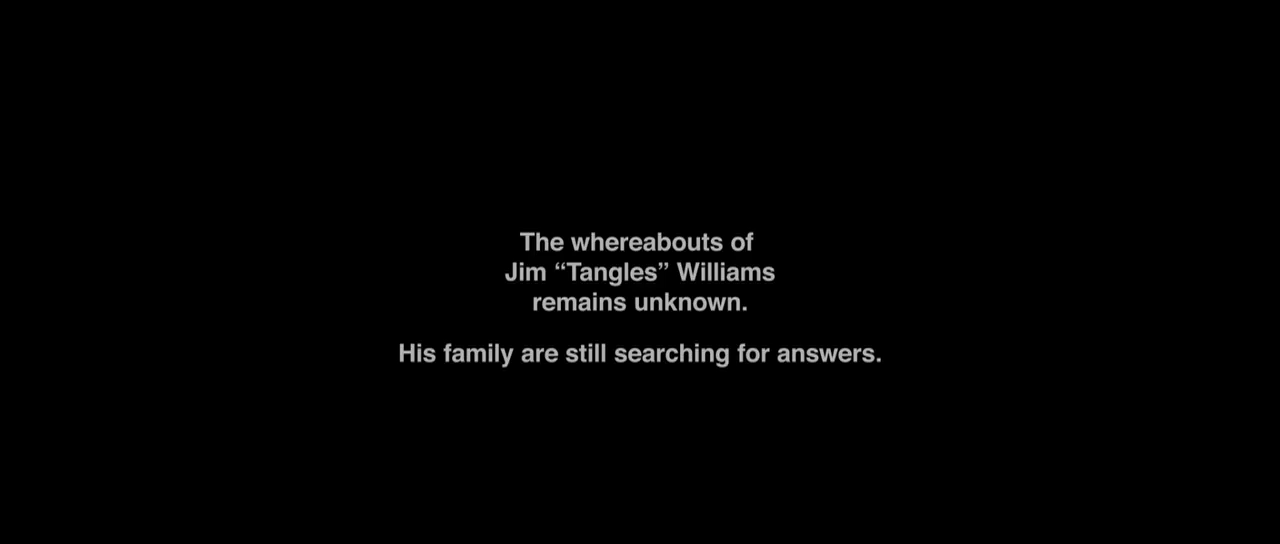 The whereabouts of
Jim “Tangles” Williams
remains unknown.
His family are still searching for answers.